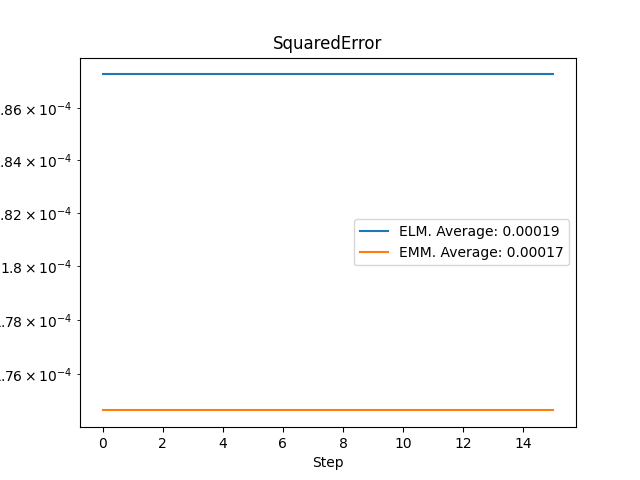 SquaredError
.86 × 10⁻⁴
.84 × 10⁻⁴
.82 × 10⁻⁴
1.8 × 10⁻⁴
.78 × 10⁻⁴
.76 × 10⁻⁴
ELM. Average: 0.00019
EMM. Average: 0.00017
0 2 4 6 8 10 12 14
Step